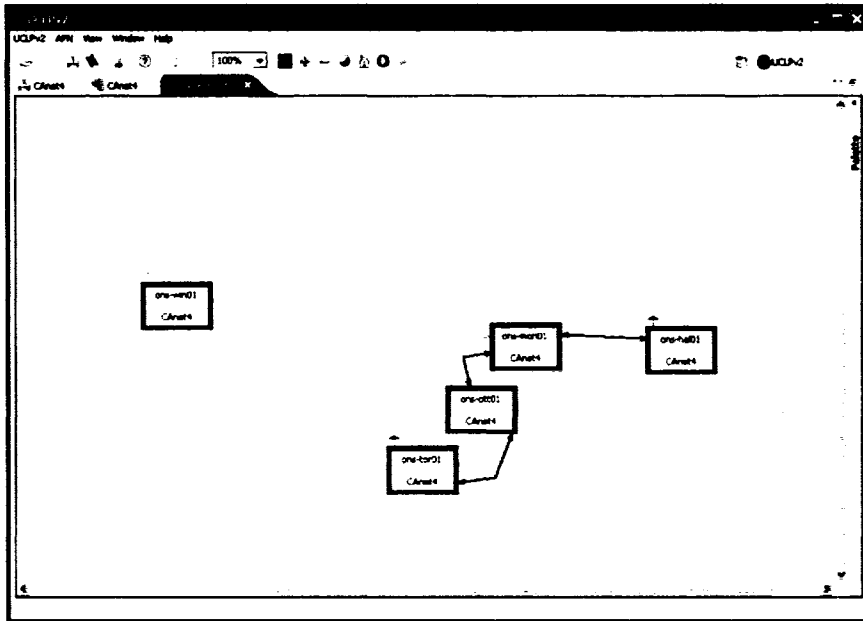 UCLPv2 APN View Window Help
100%
UCLPv2
CAnet4 CAnet4
Palette
ons-win01
CAnet4
ons-mon01
CAnet4
ons-hal01
CAnet4
ons-ott01
CAnet4
ons-tor01
CAnet4